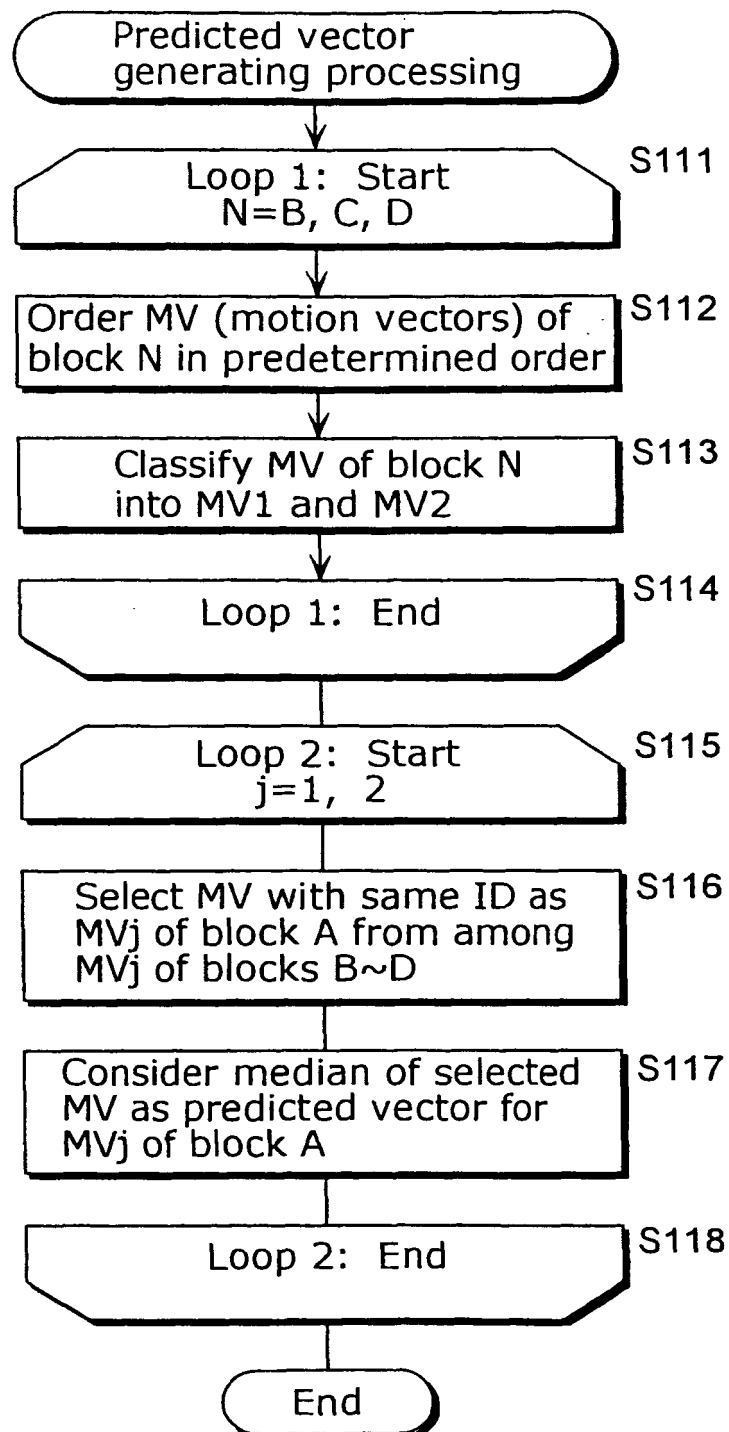 Predicted vector
generating processing
Loop 1: Start
N=B, C, D
S111
Order MV (motion vectors) of
block N in predetermined order
S112
Classify MV of block N
into MV1 and MV2
S113
Loop 1: End
S114
Loop 2: Start
j=1, 2
S115
Select MV with same ID as
MVj of block A from among
MVj of blocks B~D
S116
Consider median of selected
MV as predicted vector for
MVj of block A
S117
Loop 2: End
S118
End